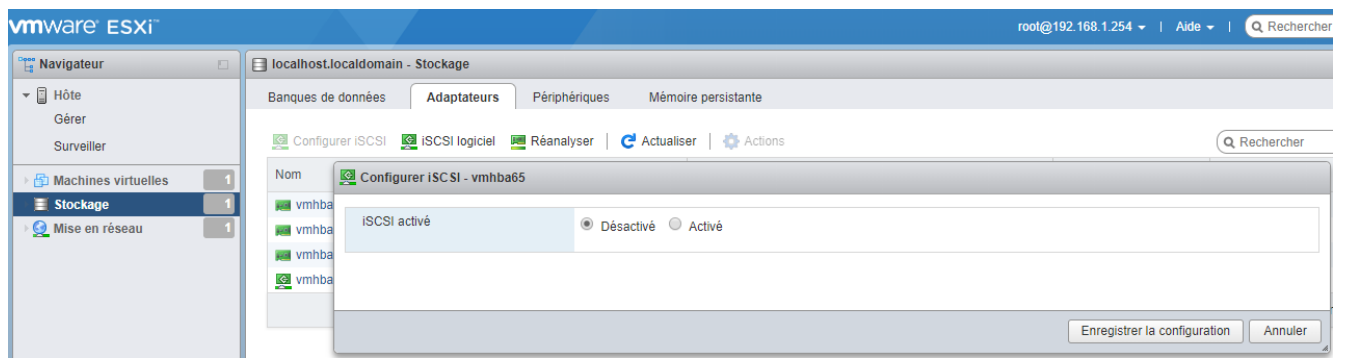 vmware ESXi™
root@192.168.1.254 | Aide | Rechercher
Navigateur
localhost.localdomain - Stockage
Hôte
Gérer
Surveiller
Machines virtuelles 1
Stockage 1
Mise en réseau 1
Banques de données Adaptateurs Périphériques Mémoire persistante
Configurer iSCSI iSCSI logiciel Réanalyser | Actualiser | Actions Rechercher
Nom
vmhba
vmhba
vmhba
vmhba
Configurer iSCSI - vmhba65
iSCSI activé Désactivé Activé
Enregistrer la configuration Annuler